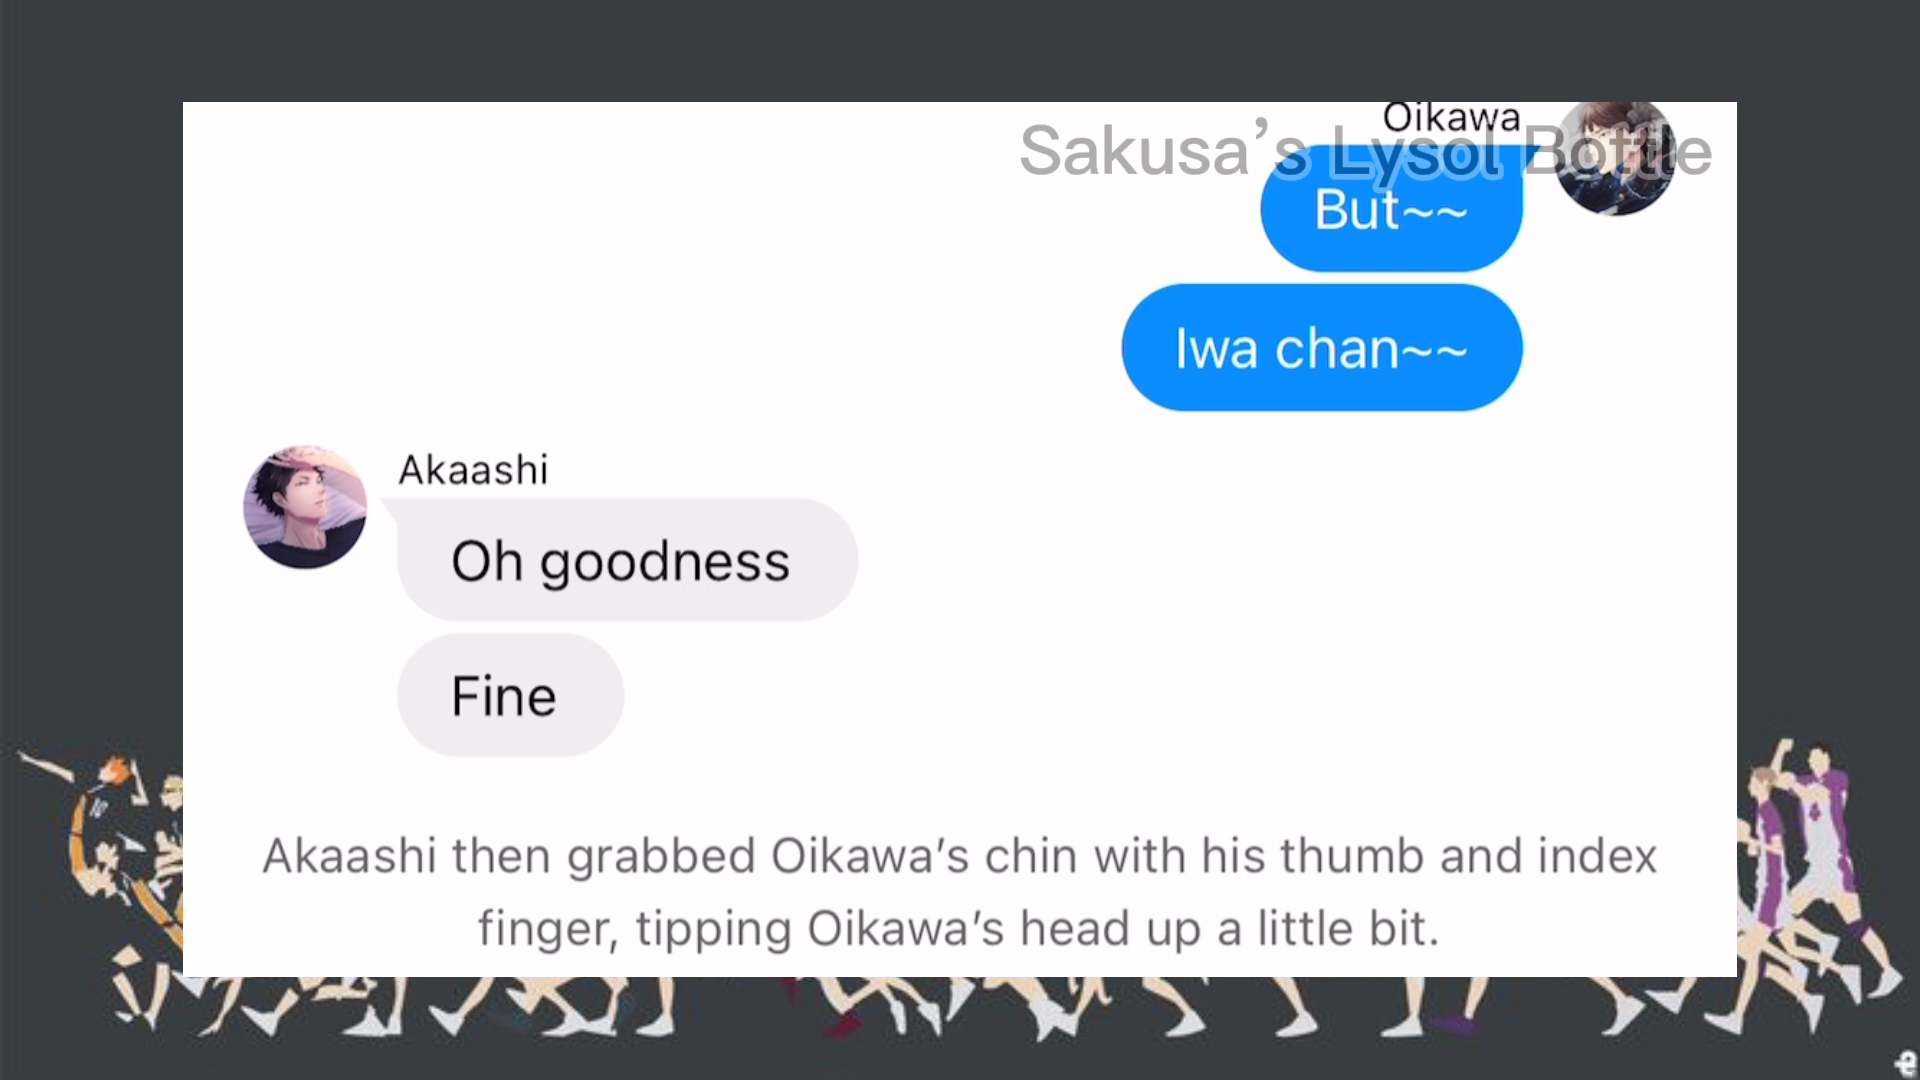 Oikawa
Sakusa’s Lysol Bottle
But~~
Iwa chan~~
Akaashi
Oh goodness
Fine
Akaashi then grabbed Oikawa’s chin with his thumb and index
finger, tipping Oikawa’s head up a little bit.